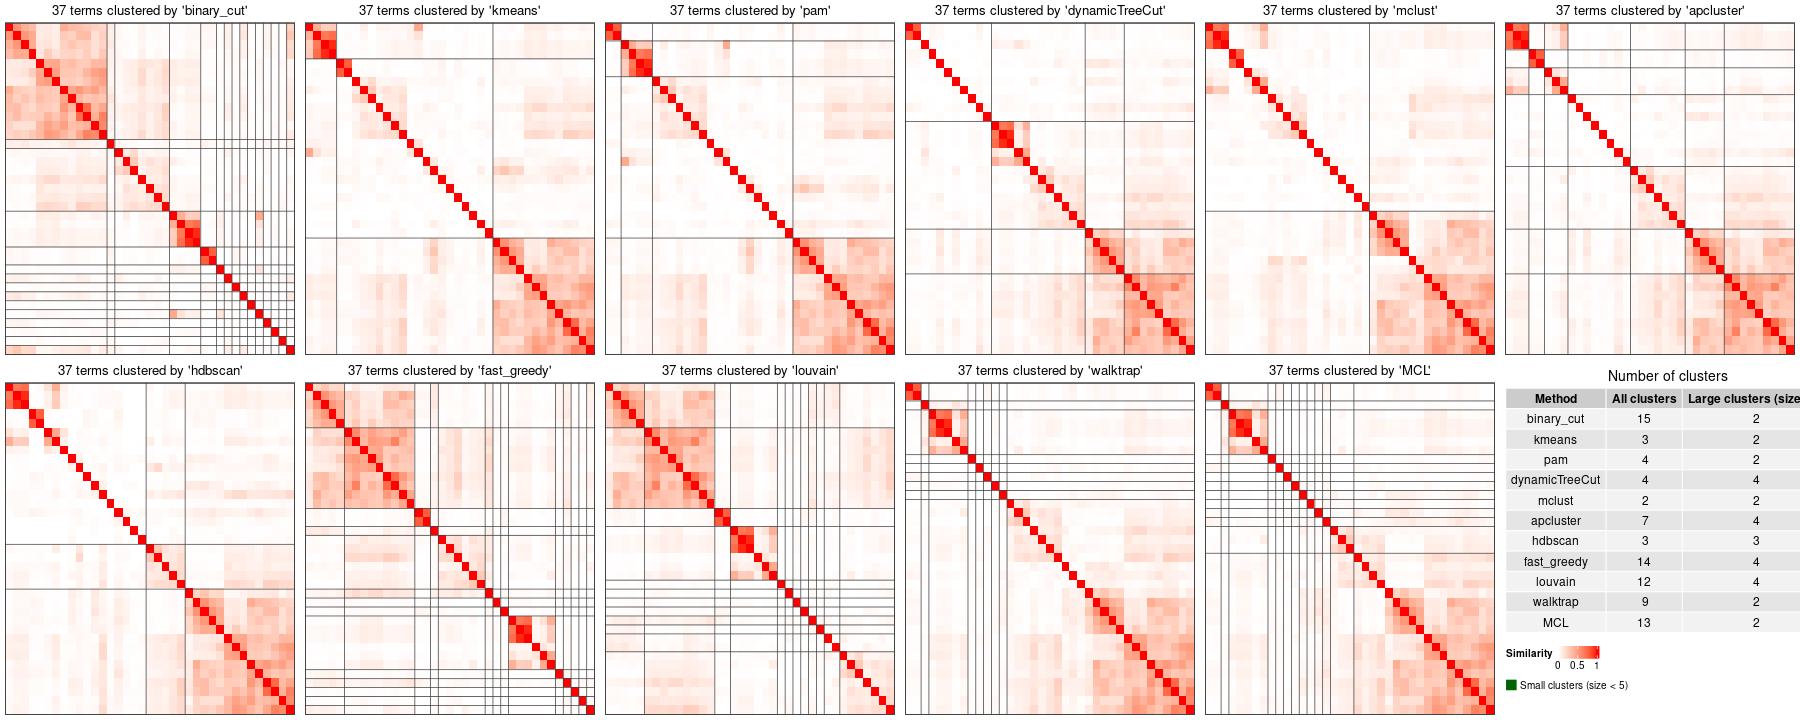 37 terms clustered by 'binary_cut'
37 terms clustered by 'kmeans'
37 terms clustered by 'pam'
37 terms clustered by 'dynamicTreeCut'
37 terms clustered by 'mclust'
37 terms clustered by 'apcluster'
37 terms clustered by 'hdbscan'
37 terms clustered by 'fast_greedy'
37 terms clustered by 'louvain'
37 terms clustered by 'walktrap'
37 terms clustered by 'MCL'
Number of clusters
Method All clusters Large clusters (size
binary_cut 15 2
kmeans 3 2
pam 4 2
dynamicTreeCut 4 4
mclust 2 2
apcluster 7 4
hdbscan 3 3
fast_greedy 14 4
louvain 12 4
walktrap 9 2
MCL 13 2
Similarity
0 0.5 1
Small clusters (size < 5)